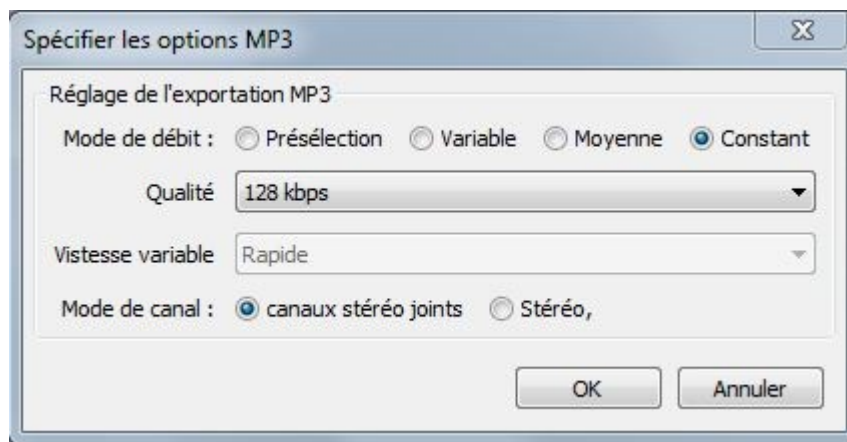 Spécifier les options MP3
Réglage de l'exportation MP3
Mode de débit : Présélection Variable Moyenne Constant
Qualité 128 kbps
Vistesse variable Rapide
Mode de canal : canaux stéréo joints Stéréo,
OK Annuler